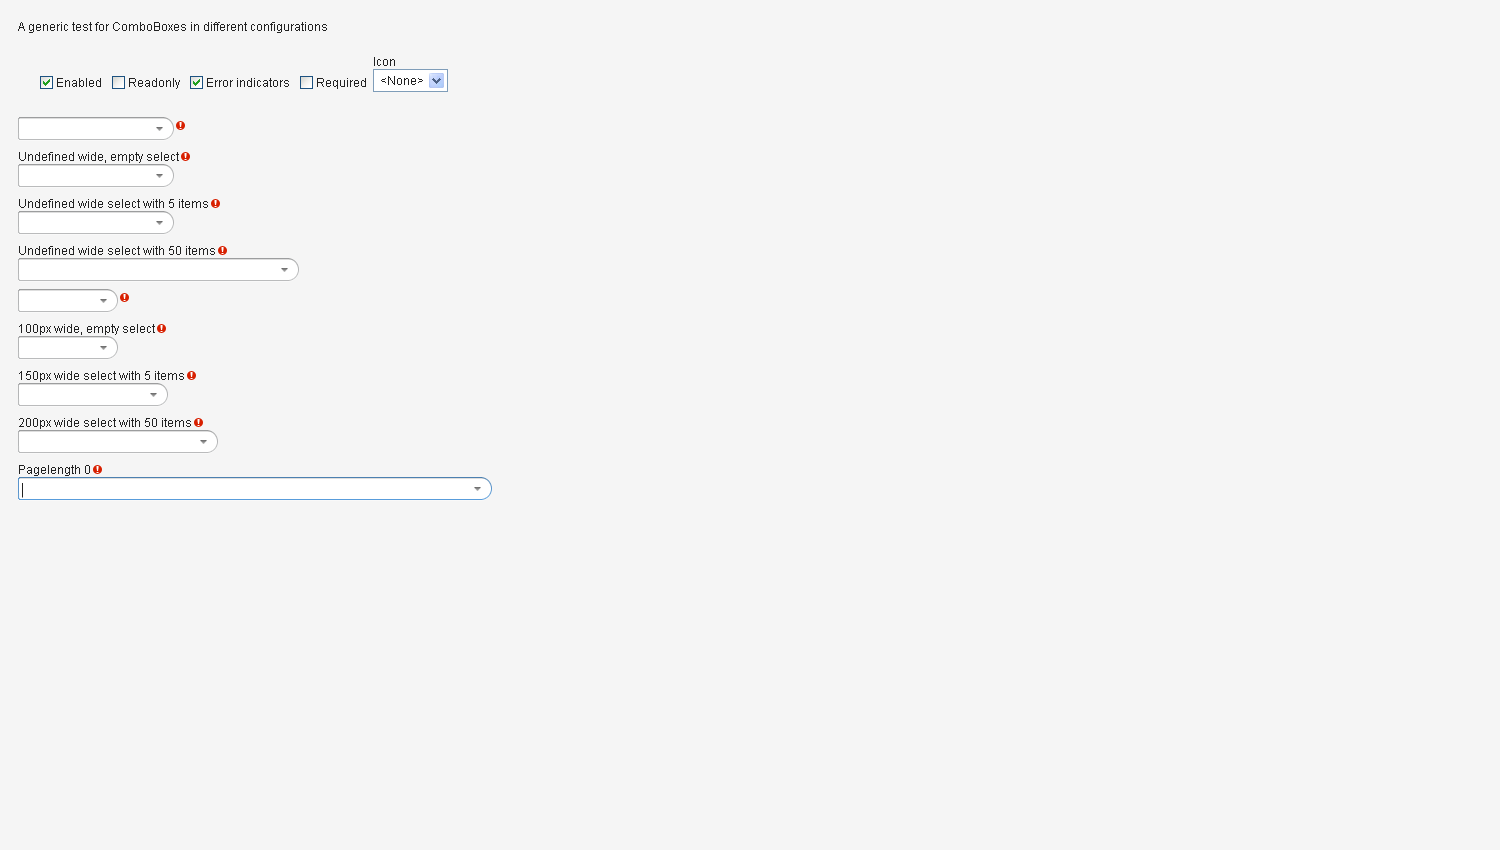 A generic test for ComboBoxes in different configurations
Icon
Enabled Readonly Error indicators Required <None>
Undefined wide, empty select
Undefined wide select with 5 items
Undefined wide select with 50 items
100px wide, empty select
150px wide select with 5 items
200px wide select with 50 items
Pagelength 0